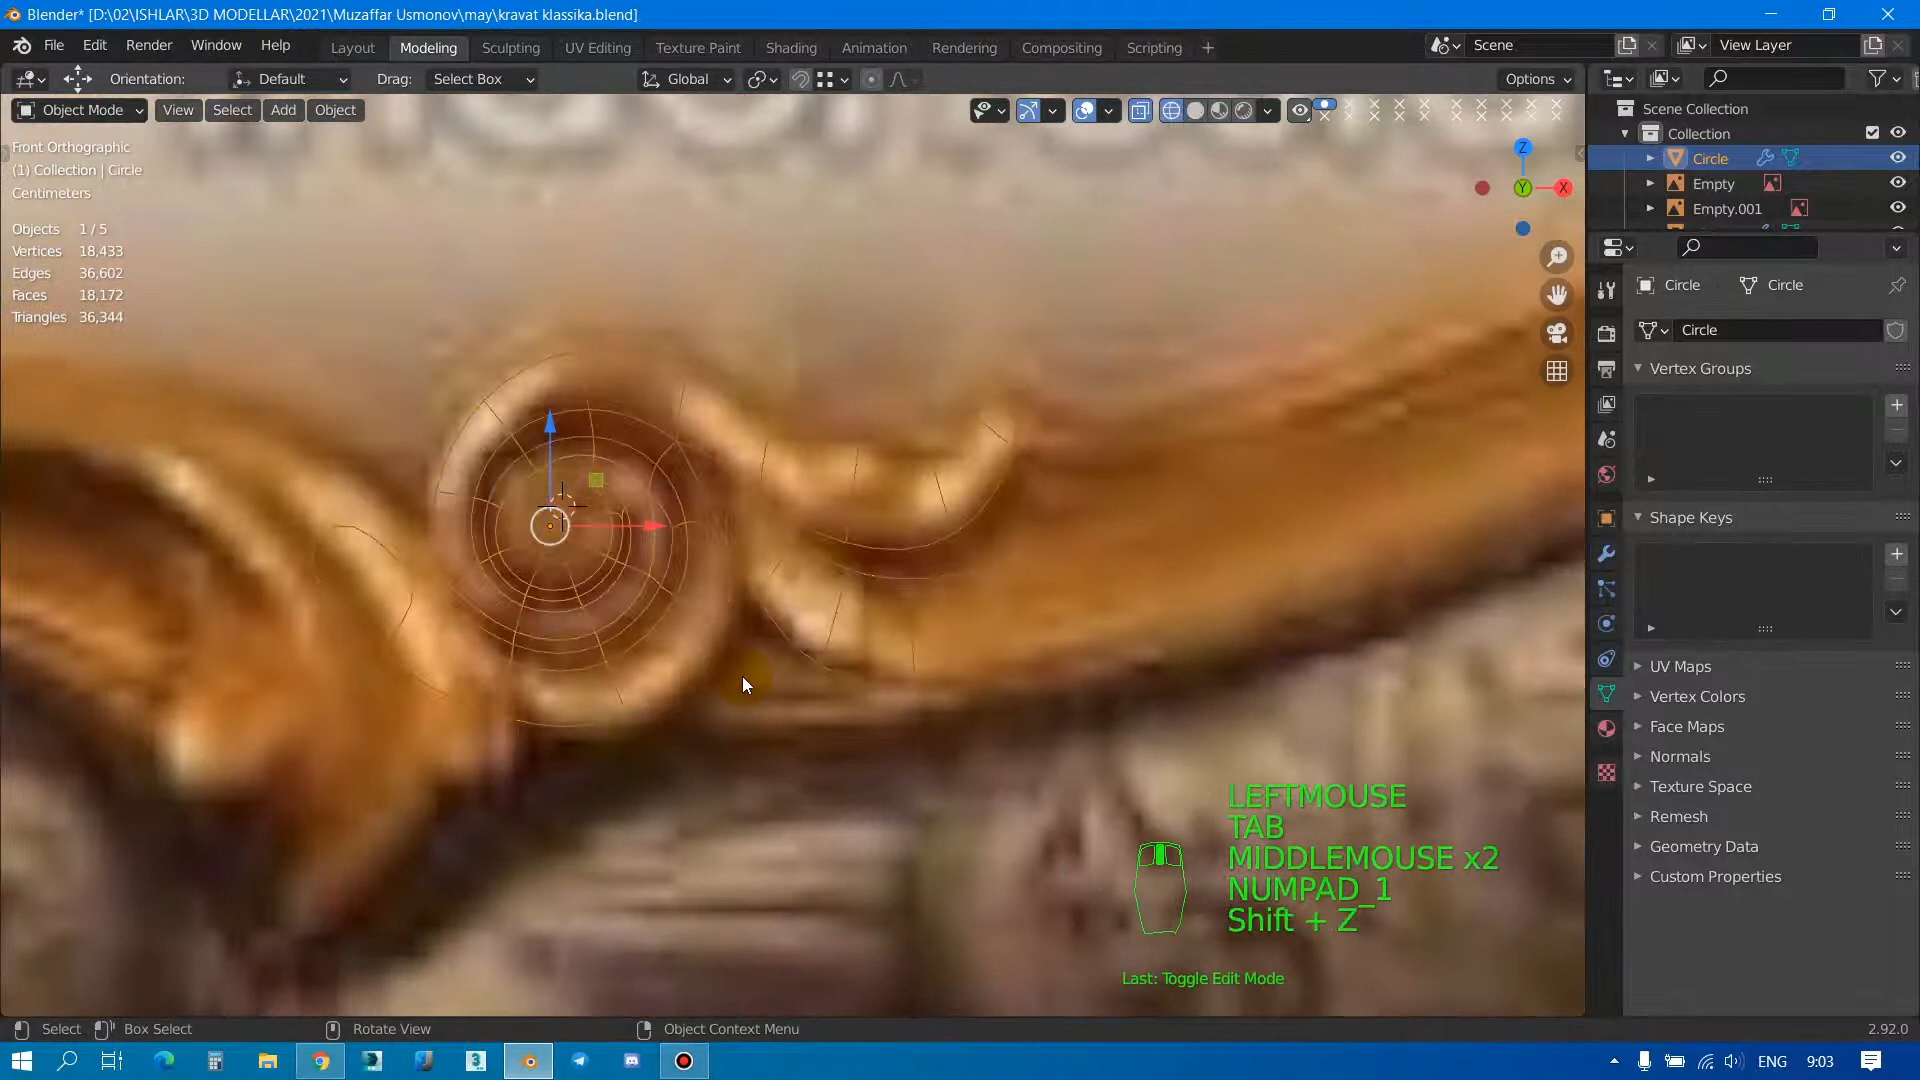 Blender* [D:\02\ISHLAR\3D MODELLAR\2021\Muzaffar Usmonov\may\kravat klassika.blend]
File Edit Render Window Help
Layout Modeling Sculpting UV Editing Texture Paint Shading Animation Rendering Compositing Scripting +
Scene View Layer
Orientation: Default Drag: Select Box Global Options
Object Mode View Select Add Object
Front Orthographic
(1) Collection | Circle
Centimeters
Objects 1 / 5
Vertices 18,433
Edges 36,602
Faces 18,172
Triangles 36,344
Z
Y
X
Scene Collection
Collection
Circle
Empty
Empty.001
Circle Circle
Circle
Vertex Groups
Shape Keys
UV Maps
Vertex Colors
Face Maps
Normals
Texture Space
Remesh
Geometry Data
Custom Properties
LEFTMOUSE
TAB
MIDDLEMOUSE x2
NUMPAD_1
Shift + Z
Last: Toggle Edit Mode
Select Box Select Rotate View Object Context Menu 2.92.0
ENG 9:03